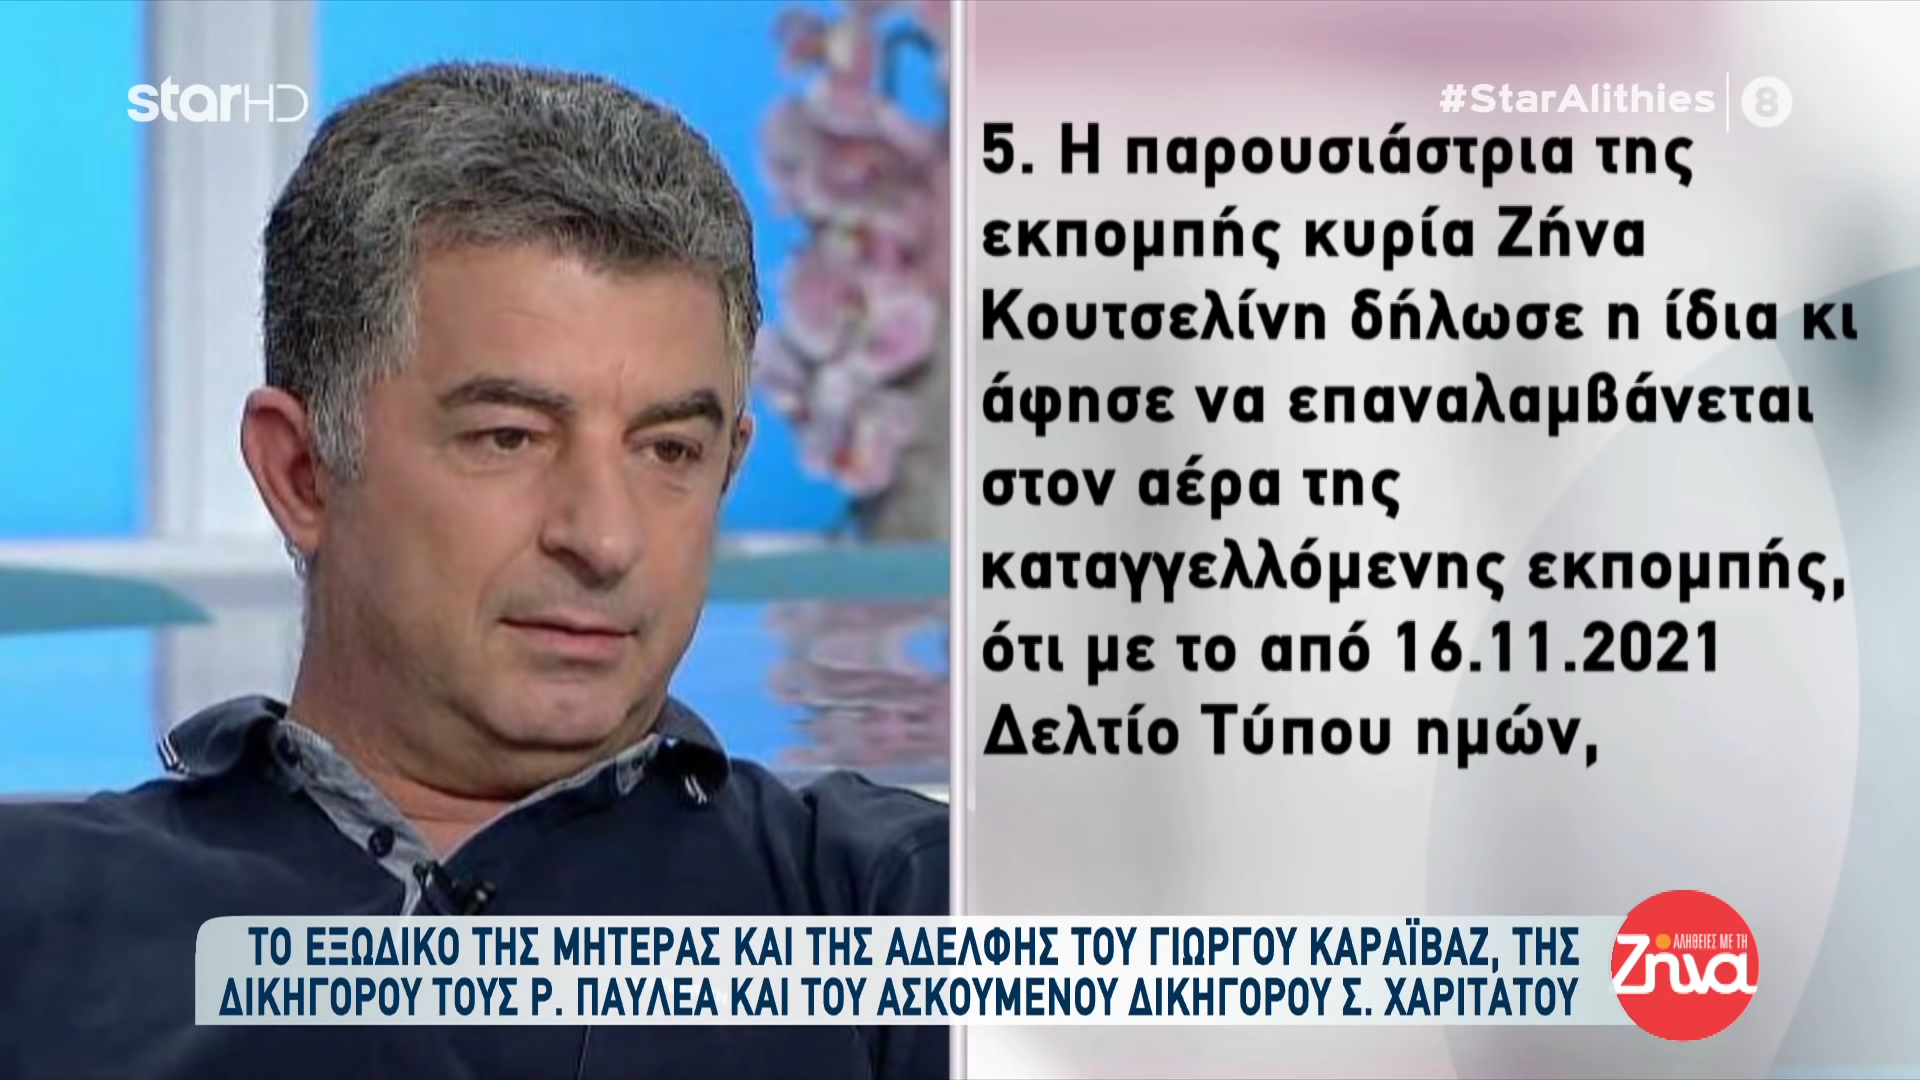 starHD
#StarAlithies 8
5. Η παρουσιάστρια της
εκπομπής κυρία Ζήνα
Κουτσελίνη δήλωσε η ίδια κι
άφησε να επαναλαμβάνεται
στον αέρα της
καταγγελλόμενης εκπομπής,
ότι με το από 16.11.2021
Δελτίο Τύπου ημών,
ΤΟ ΕΞΩΔΙΚΟ ΤΗΣ ΜΗΤΕΡΑΣ ΚΑΙ ΤΗΣ ΑΔΕΛΦΗΣ ΤΟΥ ΓΙΩΡΓΟΥ ΚΑΡΑΪΒΑΖ, ΤΗΣ
ΔΙΚΗΓΟΡΟΥ ΤΟΥΣ Ρ. ΠΑΥΛΕΑ ΚΑΙ ΤΟΥ ΑΣΚΟΥΜΕΝΟΥ ΔΙΚΗΓΟΡΟΥ Σ. ΧΑΡΙΤΑΤΟΥ
ΑΛΗΘΕΙΕΣ ΜΕ ΤΗ
Ζήνα